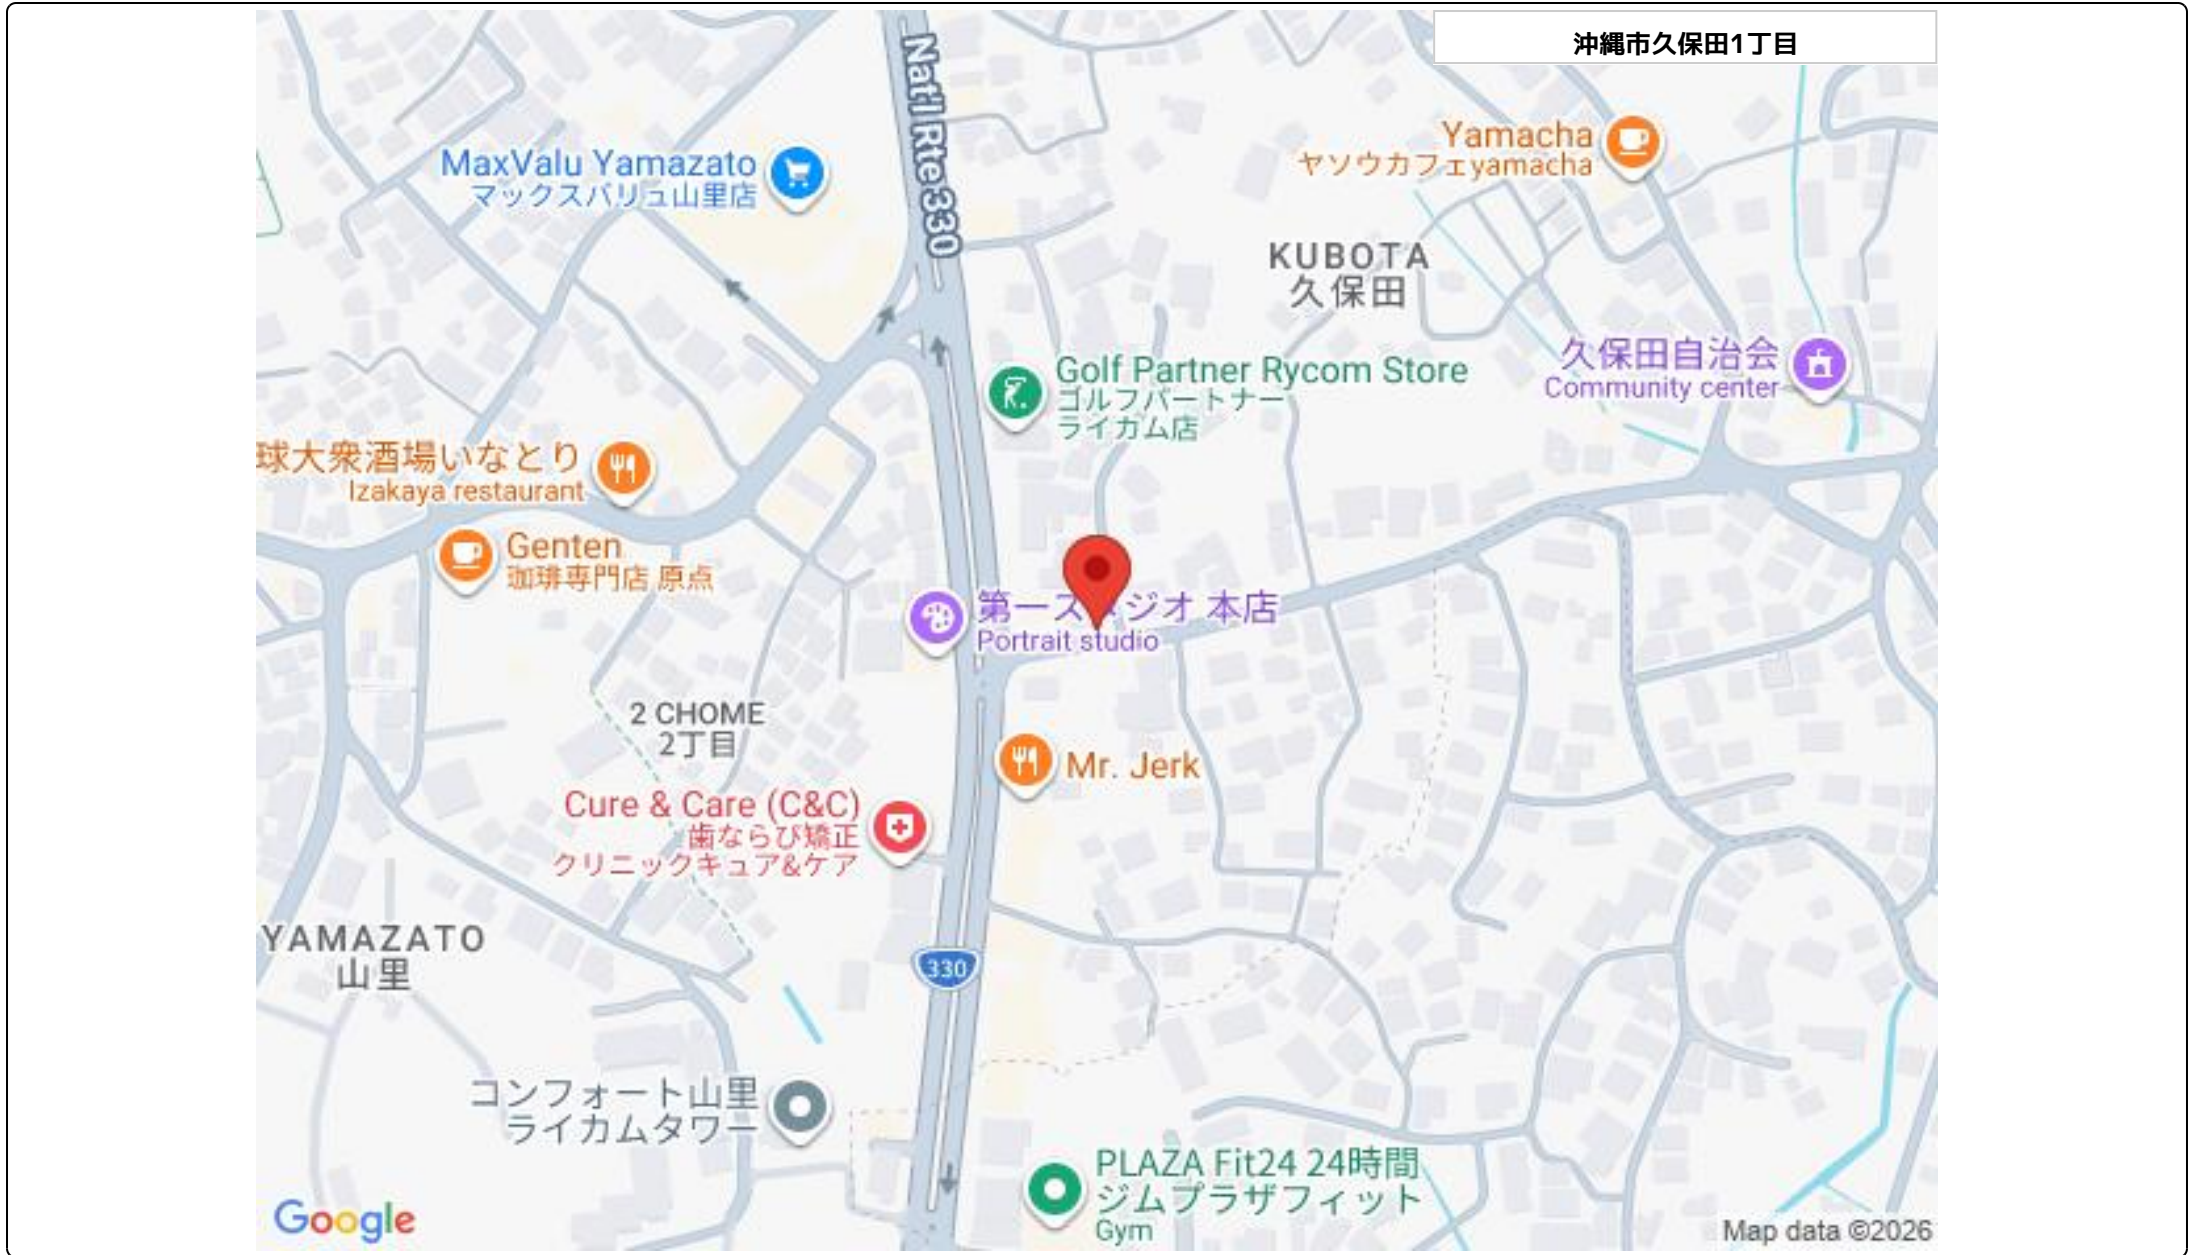 沖縄市久保田1丁目
Nat'l Rte 330
MaxValu Yamazato
マックスバリュ山里店
Yamacha
ヤソウカフェyamacha
KUBOTA
久保田
久保田自治会
Community center
Golf Partner Rycom Store
ゴルフパートナー
ライカム店
球大衆酒場いなとり
Izakaya restaurant
Genten
珈琲専門店 原点
第一スタジオ 本店
Portrait studio
2 CHOME
2丁目
Mr. Jerk
Cure & Care (C&C)
歯ならび矯正
クリニックキュア&ケア
YAMAZATO
山里
330
コンフォート山里
ライカムタワー
PLAZA Fit24 24時間
ジムプラザフィット
Gym
Google
Map data ©2026